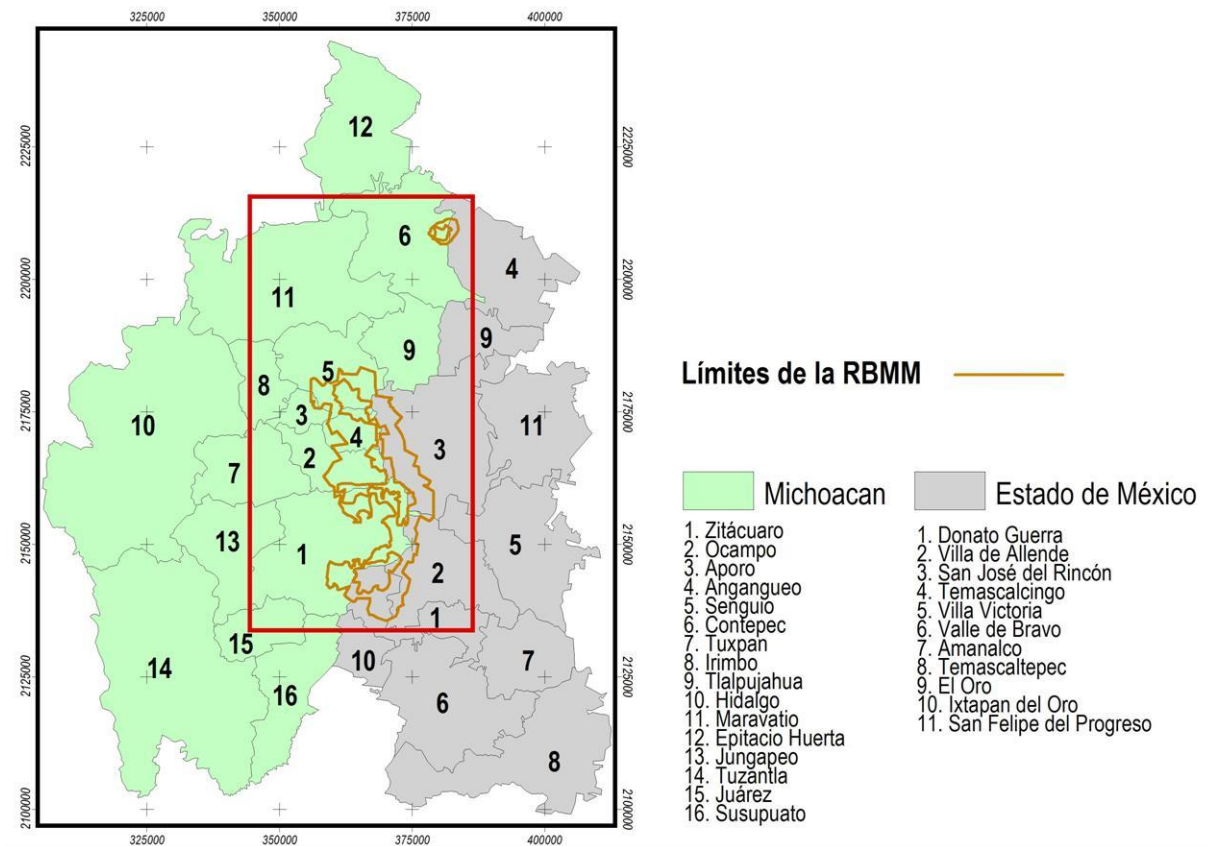 325000 350000 375000 400000
2225000 2225000
2200000 2200000
2175000 2175000
2150000 2150000
2125000 2125000
2100000 2100000
12
6
4
11
9
9
5
8
3
10
4
3
11
2
7
13
1
5
2
1
15
10
7
14
16
6
8
325000 350000 375000 400000
Límites de la RBMM
Michoacan
1. Zitácuaro
2. Ocampo
3. Aporo
4. Angangueo
5. Senguio
6. Contepec
7. Tuxpan
8. Irimbo
9. Tlalpujahua
10. Hidalgo
11. Maravatio
12. Epitacio Huerta
13. Jungapeo
14. Tuzantla
15. Juárez
16. Susupuato
Estado de México
1. Donato Guerra
2. Villa de Allende
3. San José del Rincón
4. Temascalcingo
5. Villa Victoria
6. Valle de Bravo
7. Amanalco
8. Temascaltepec
9. El Oro
10. Ixtapan del Oro
11. San Felipe del Progreso